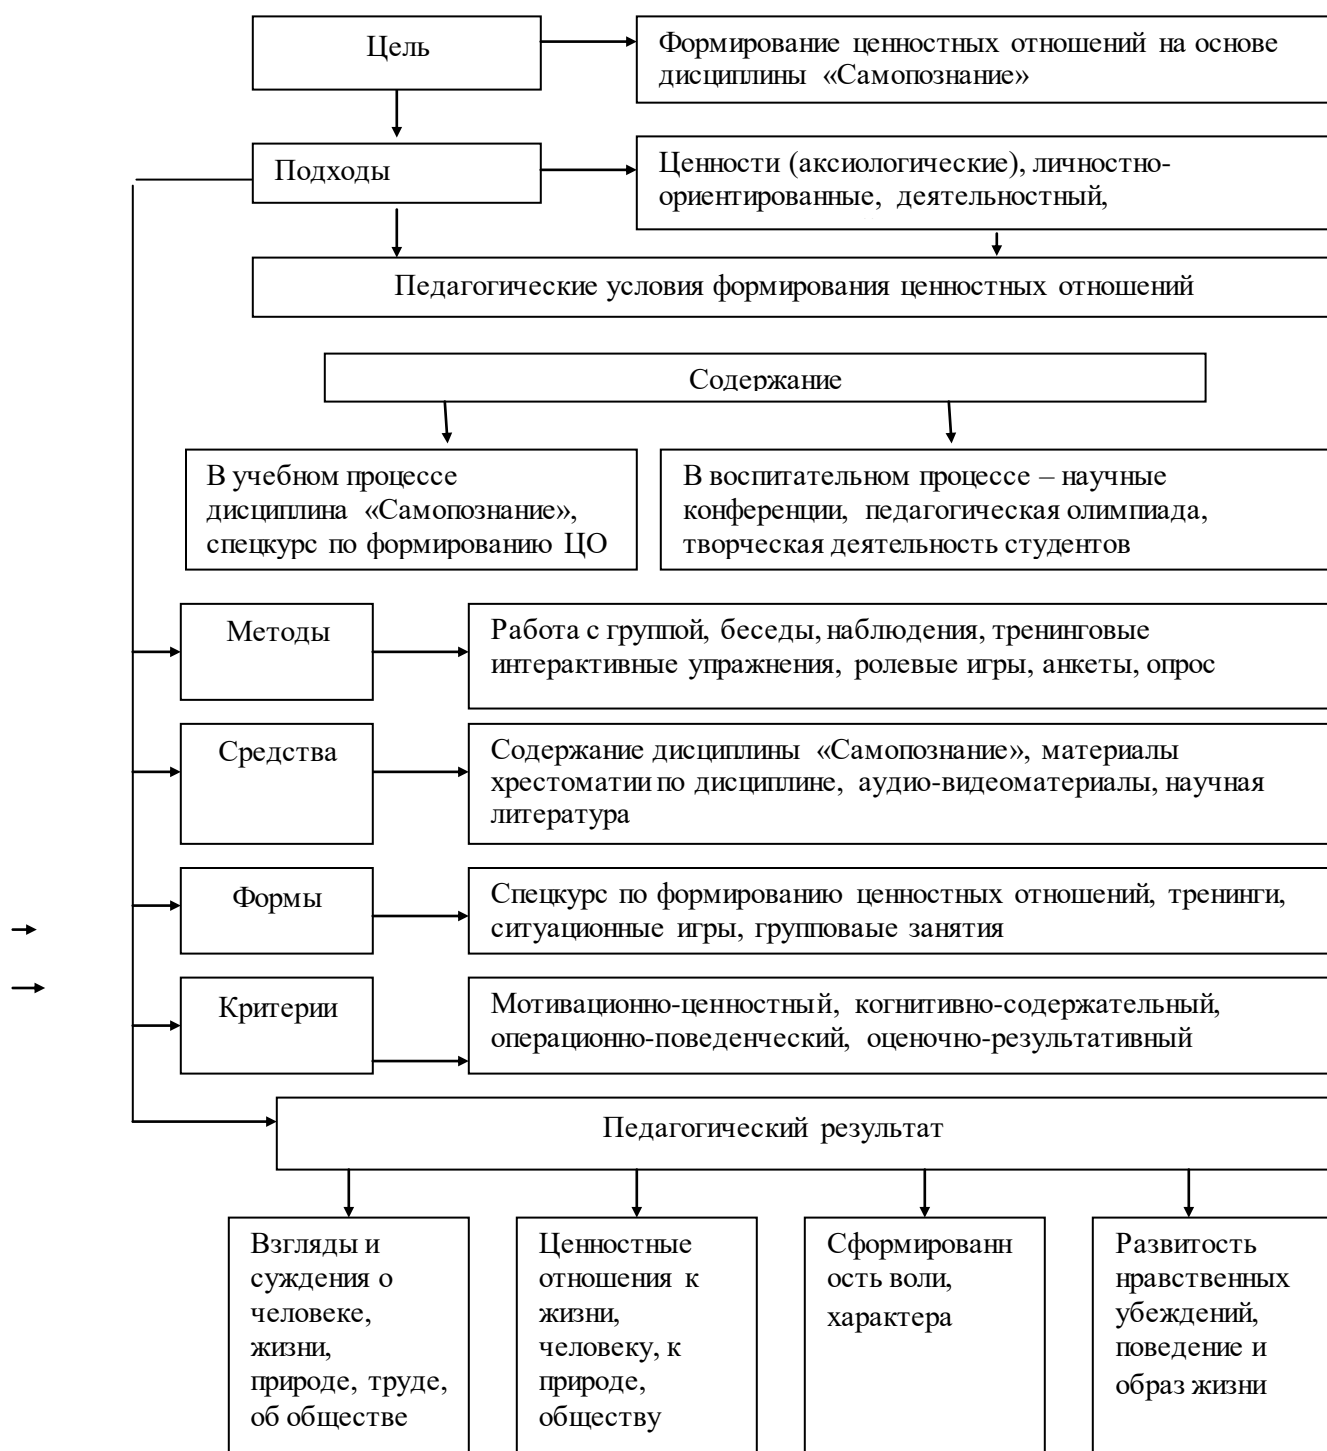 Цель
Формирование ценностных отношений на основе
дисциплины «Самопознание»
Подходы
Ценности (аксиологические), личностно-
ориентированные, деятельностный,
Педагогические условия формирования ценностных отношений
Содержание
В учебном процессе
дисциплина «Самопознание»,
спецкурс по формированию ЦО
В воспитательном процессе – научные
конференции, педагогическая олимпиада,
творческая деятельность студентов
Методы
Работа с группой, беседы, наблюдения, тренинговые
интерактивные упражнения, ролевые игры, анкеты, опрос
Средства
Содержание дисциплины «Самопознание», материалы
хрестоматии по дисциплине, аудио-видеоматериалы, научная
литература
Формы
Спецкурс по формированию ценностных отношений, тренинги,
ситуационные игры, групповаые занятия
Критерии
Мотивационно-ценностный, когнитивно-содержательный,
операционно-поведенческий, оценочно-результативный
Педагогический результат
Взгляды и
суждения о
человеке,
жизни,
природе, труде,
об обществе
Ценностные
отношения к
жизни,
человеку, к
природе,
обществу
Сформированн
ость воли,
характера
Развитость
нравственных
убеждений,
поведение и
образ жизни